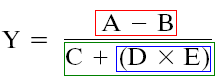 Y = A − B
C + (D × E)